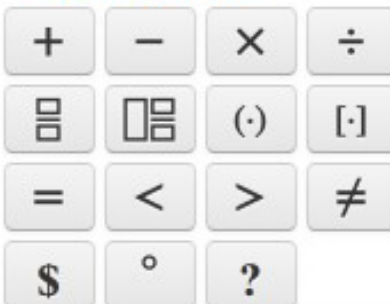 + − × ÷
(·) [·]
= < > ≠
$ ° ?